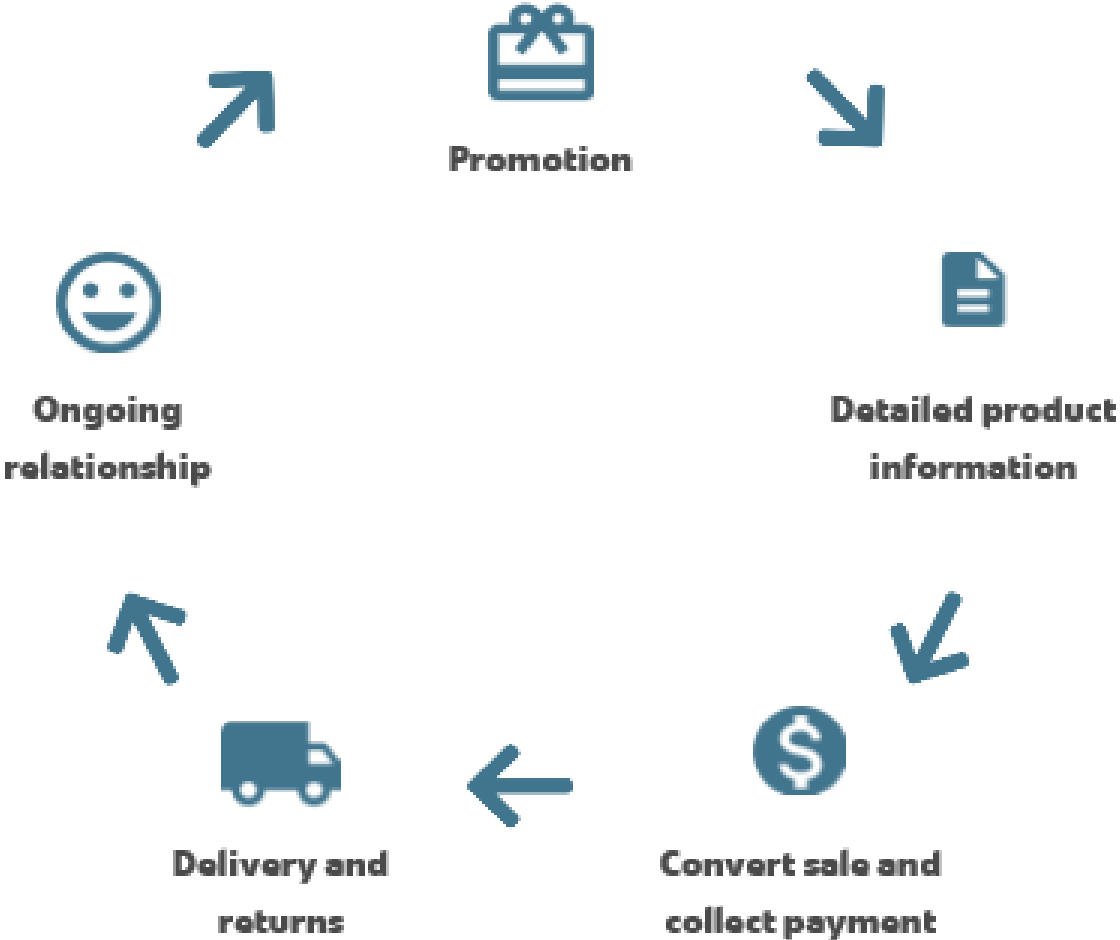 Promotion
Detailed product
information
Convert sale and
collect payment
Delivery and
returns
Ongoing
relationship